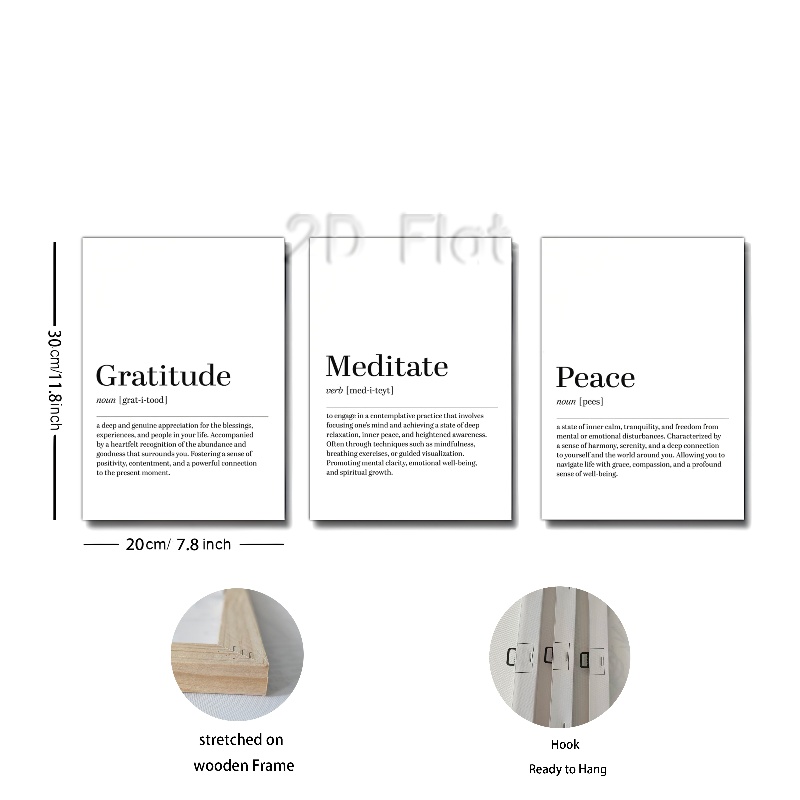 2D Flat
Gratitude
noun [grat-i-tood]
a deep and genuine appreciation for the blessings,
experiences, and people in your life. Accompanied
by a heartfelt recognition of the abundance and
gondness that surrounds you. Fostering a sense of
positivity, contentment, and a powerful connection
to the present moment.
Meditate
verb [med-i-teyt]
to engage in a contemplative practice that involves
focusing one's mind and achieving a state of deep
relaxation, inner peace, and heightened awareness.
Often through techniques such as mindfulness,
breathing exercises, or guided visualization.
Promoting mental clarity, emotional well-being,
and spiritual growth.
Peace
noun [pees]
a state of inner calm, tranquility, and freedom from
mental or emotional disturbances. Characterized by
a sense of harmony, serenity, and a deep connection
to yourself and the world around you. Allowing you to
navigate life with grace, compassion, and a profound
sense of well-being.
30cm/11.8inch
20cm/ 7.8 inch
stretched on
wooden Frame
Hook
Ready to Hang